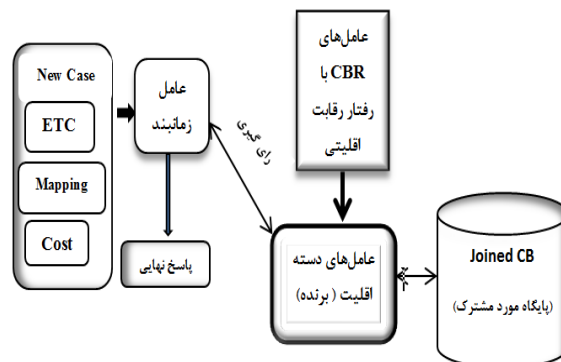 New Case
ETC
Mapping
Cost
عامل
زمانبند
پاسخ نهایی
رای گیری
عامل‌های
CBR با
رفتار رقابت
اقلیتی
عامل‌های دسته
اقلیت ( برنده)
Joined CB
(پایگاه مورد مشترک)